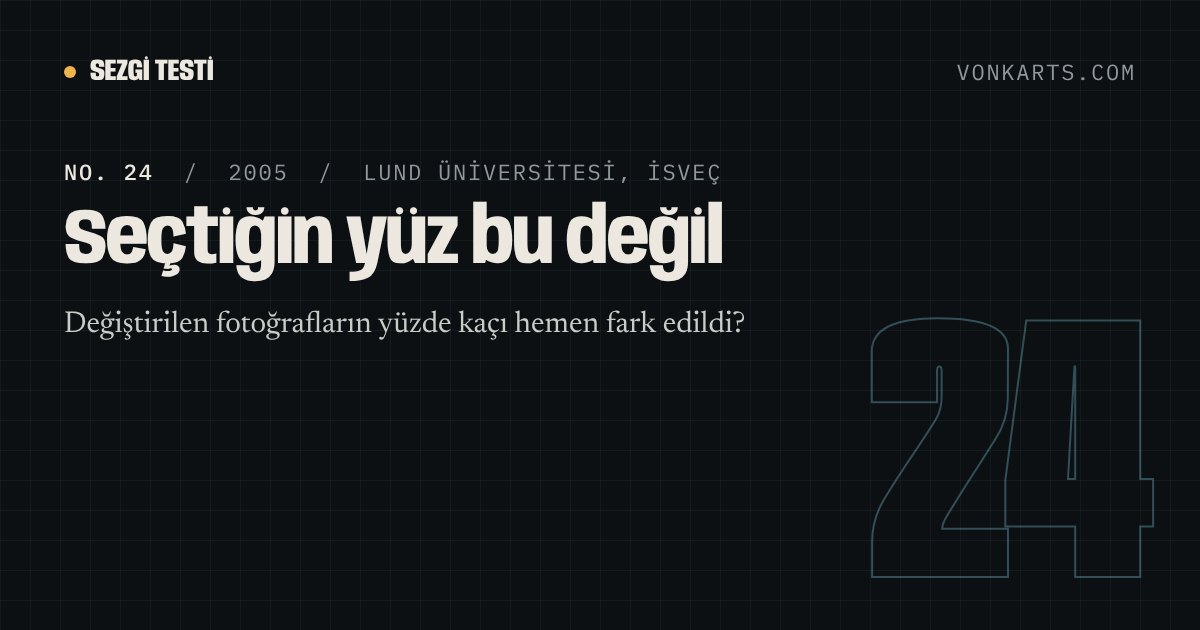 SEZGİ TESTİ
VONKARTS.COM
NO. 24 / 2005 / LUND ÜNİVERSİTESİ, İSVEÇ
Seçtiğin yüz bu değil
Değiştirilen fotoğrafların yüzde kaçı hemen fark edildi?
24